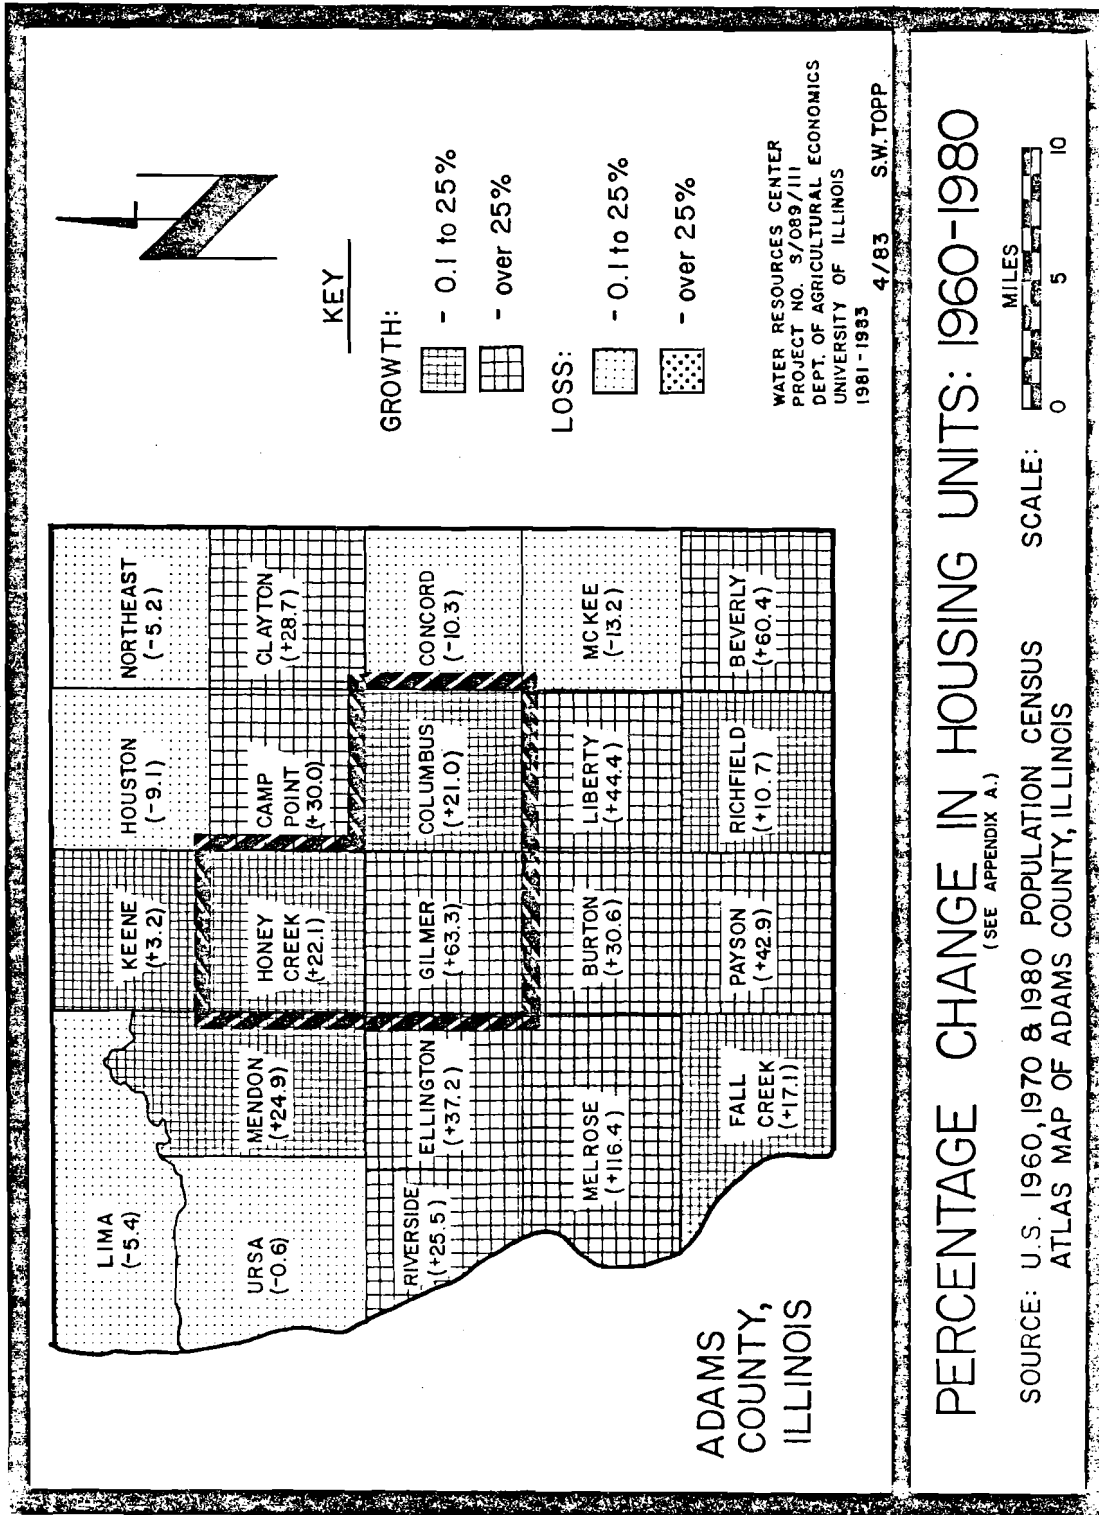 LIMA
(-5.4)
KEENE
(+3.2)
HOUSTON
(-9.1)
NORTHEAST
(-5.2)
URSA
(-0.6)
MENDON
(+24.9)
HONEY
CREEK
(+22.1)
CAMP
POINT
(+30.0)
CLAYTON
(+28.7)
RIVERSIDE
(+25.5)
ELLINGTON
(+37.2)
GILMER
(+63.3)
COLUMBUS
(+21.0)
CONCORD
(-10.3)
MELROSE
(+116.4)
BURTON
(+30.6)
LIBERTY
(+44.4)
MCKEE
(-13.2)
FALL
CREEK
(+17.1)
PAYSON
(+42.9)
RICHFIELD
(+10.7)
BEVERLY
(+60.4)
ADAMS
COUNTY,
ILLINOIS
KEY
GROWTH:
- 0.1 to 25%
- over 25%
LOSS:
- 0.1 to 25%
- over 25%
WATER RESOURCES CENTER
PROJECT NO. S/089/111
DEPT. OF AGRICULTURAL ECONOMICS
UNIVERSITY OF ILLINOIS
1981-1983
4/83 S.W. TOPP
PERCENTAGE CHANGE IN HOUSING UNITS: 1960-1980
(SEE APPENDIX A.)
SOURCE: U.S. 1960, 1970 & 1980 POPULATION CENSUS
ATLAS MAP OF ADAMS COUNTY, ILLINOIS
SCALE:
MILES
0 5 10